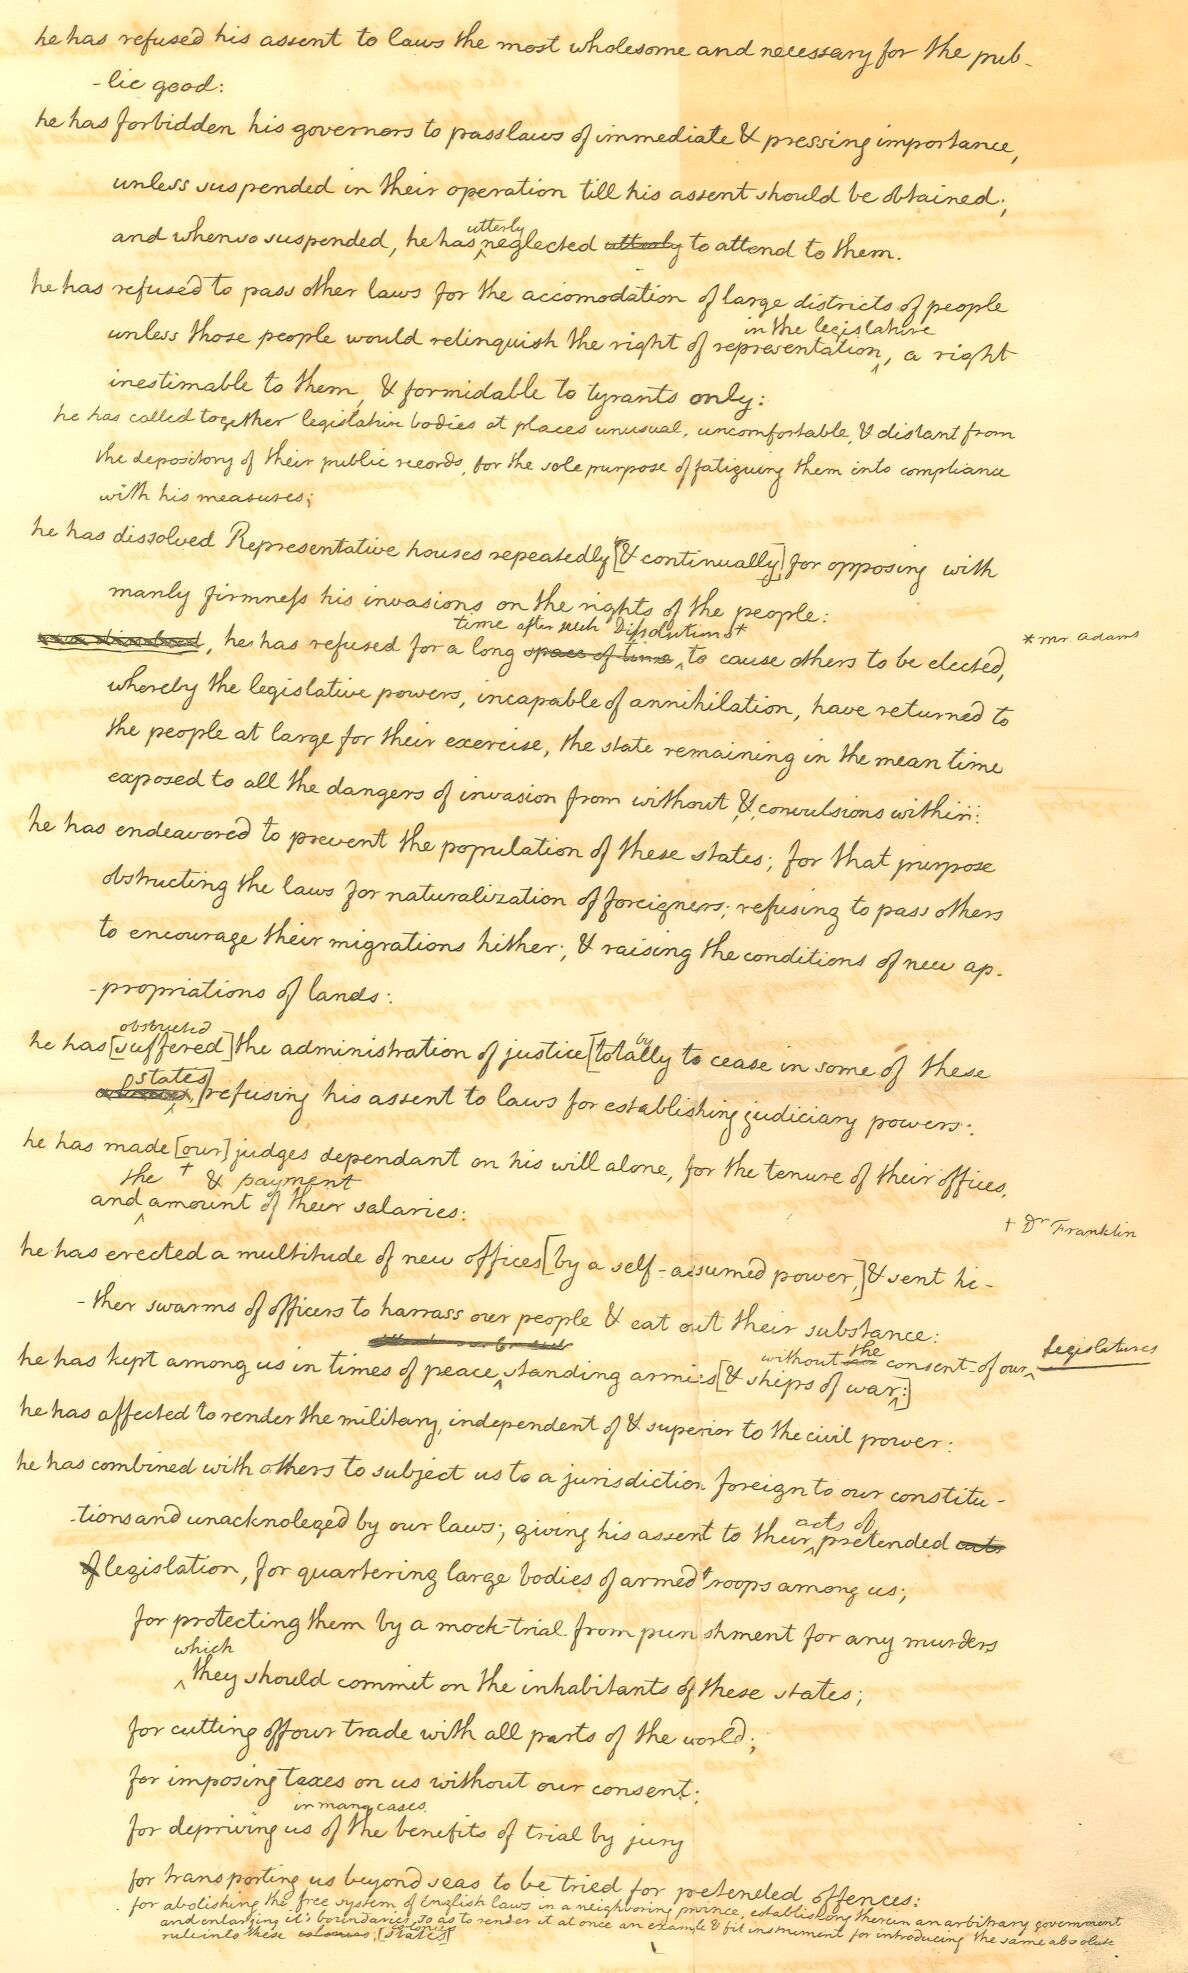 he has refused his assent to laws the most wholesome and necessary for the pub-
-lic good:
he has forbidden his governors to pass laws of immediate & pressing importance,
unless suspended in their operation till his assent should be obtained;
utterly
and when so suspended, he has neglected utterly to attend to them.
he has refused to pass other laws for the accomodation of large districts of people
in the legislature
unless those people would relinquish the right of representation, a right
inestimable to them, & formidable to tyrants only:
he has called together legislative bodies at places unusual, uncomfortable, & distant from
the depository of their public records, for the sole purpose of fatiguing them into compliance
with his measures;
he has dissolved Representative houses repeatedly [& continually] for opposing with
manly firmness his invasions on the rights of the people:
time after such Dissolutions*
he has refused for a long space of time to cause others to be elected,
* Mr. Adams
whereby the legislative powers, incapable of annihilation, have returned to
the people at large for their exercise, the state remaining in the mean time
exposed to all the dangers of invasion from without & convulsions within:
he has endeavored to prevent the population of these states; for that purpose
obstructing the laws for naturalization of foreigners; refusing to pass others
to encourage their migrations hither; & raising the conditions of new ap-
-propriations of lands:
obstructed
he has [suffered] the administration of justice [totally to cease in some of these
by
states]
refusing his assent to laws for establishing judiciary powers:
he has made [our] judges dependant on his will alone, for the tenure of their offices,
the + & payment
and amount of their salaries:
+ Dr Franklin
he has erected a multitude of new offices [by a self-assumed power,] & sent hi-
-ther swarms of officers to harrass our people & eat out their substance:
without the consent of our legislatures
he has kept among us in times of peace, standing armies [& ships of war:]
he has affected to render the military, independent of & superior to the civil power:
he has combined with others to subject us to a jurisdiction foreign to our constitu-
acts of
-tions and unacknoleged by our laws; giving his assent to their pretended acts
of legislation, for quartering large bodies of armed troops among us;
for protecting them by a mock-trial from punishment for any murders
which
they should commit on the inhabitants of these states;
for cutting off our trade with all parts of the world;
for imposing taxes on us without our consent:
in many cases
for depriving us of the benefits of trial by jury
for transporting us beyond seas to be tried for pretended offences:
for abolishing the free system of English laws in a neighboring province, establishing therein an arbitrary government
and enlarging it's boundaries so as to render it at once an example & fit instrument for introducing the same absolute
colonies
rule into these colonies; [states]